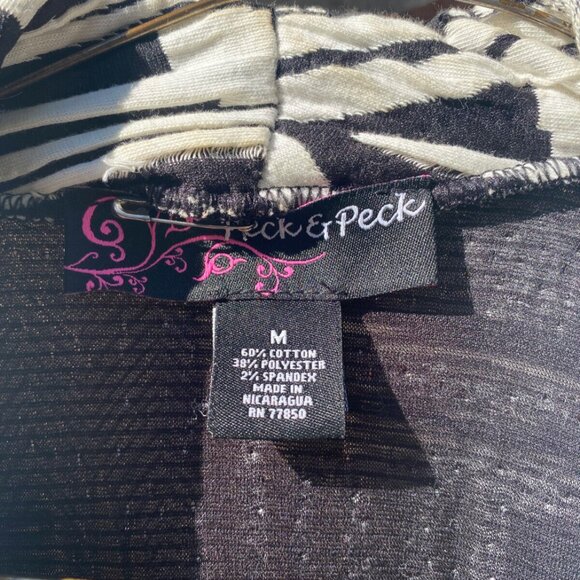 Peck & Peck
M
60% COTTON
38% POLYESTER
2% SPANDEX
MADE IN
NICARAGUA
RN 77850